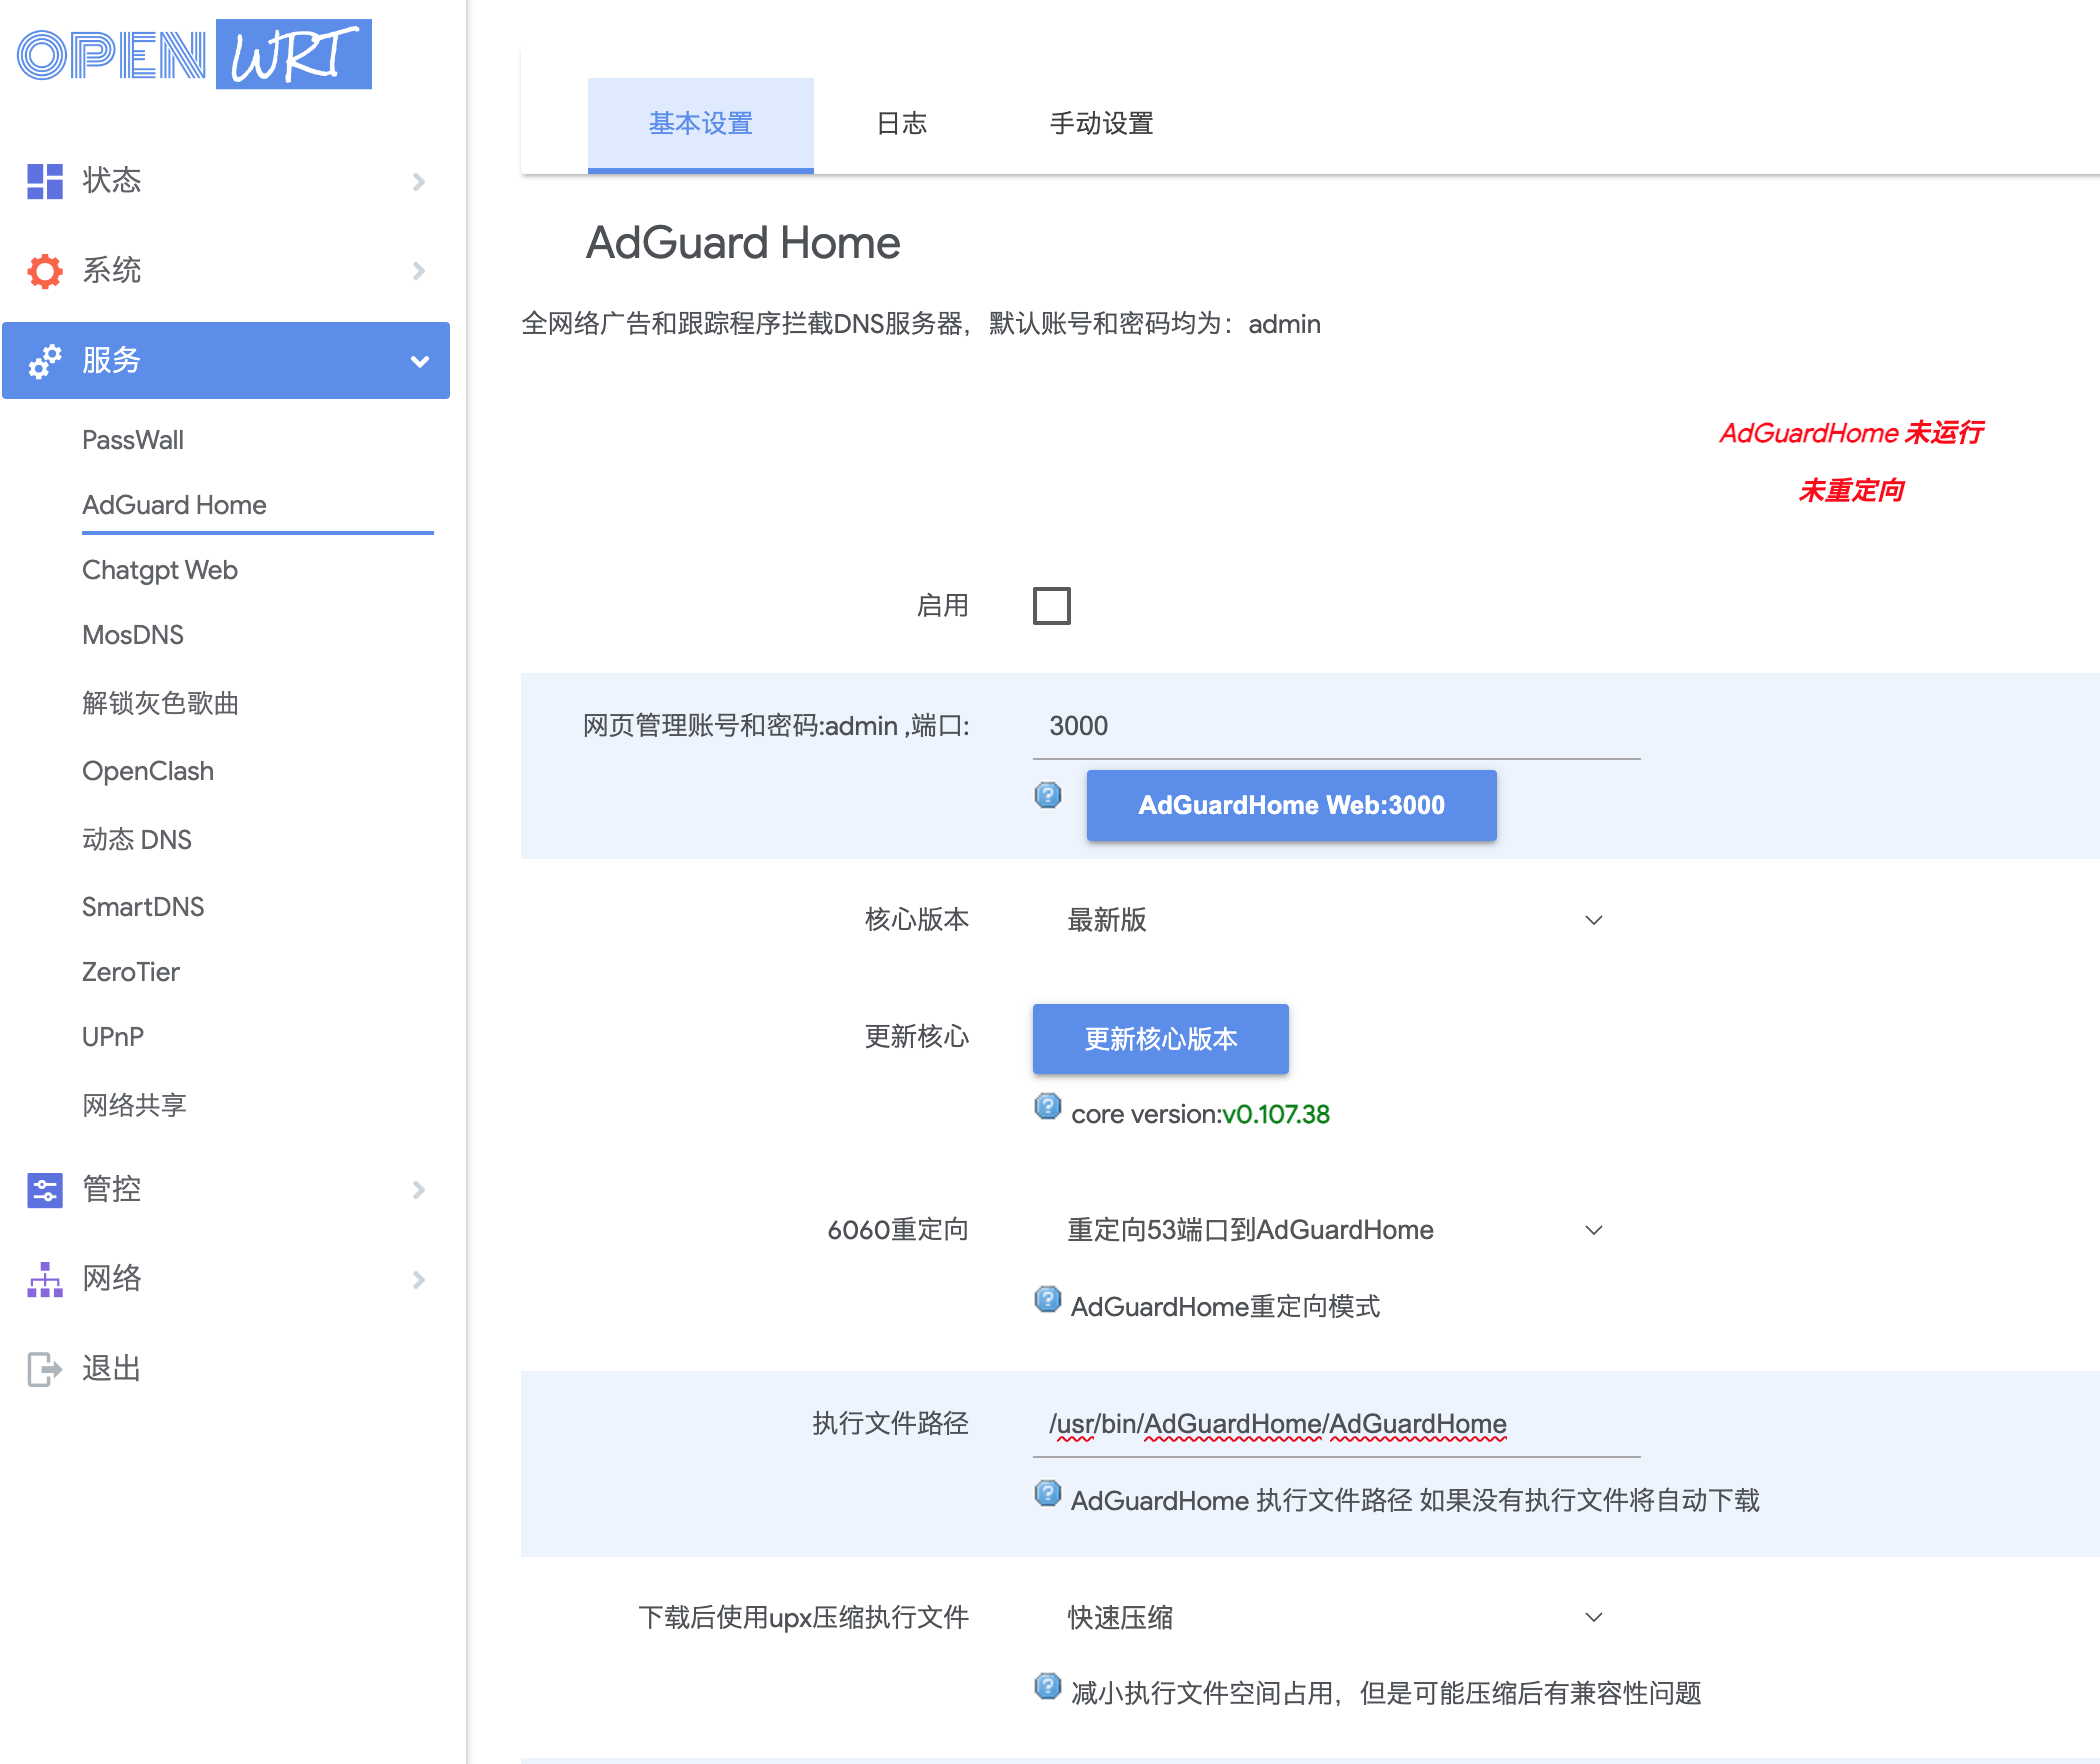 OPENWRT
状态
系统
服务
PassWall
AdGuard Home
Chatgpt Web
MosDNS
解锁灰色歌曲
OpenClash
动态 DNS
SmartDNS
ZeroTier
UPnP
网络共享
管控
网络
退出
基本设置
日志
手动设置
AdGuard Home
全网络广告和跟踪程序拦截DNS服务器，默认账号和密码均为：admin
AdGuardHome 未运行
未重定向
启用
网页管理账号和密码:admin ,端口:
3000
AdGuardHome Web:3000
核心版本
最新版
更新核心
更新核心版本
core version:v0.107.38
6060重定向
重定向53端口到AdGuardHome
AdGuardHome重定向模式
执行文件路径
/usr/bin/AdGuardHome/AdGuardHome
AdGuardHome 执行文件路径 如果没有执行文件将自动下载
下载后使用upx压缩执行文件
快速压缩
减小执行文件空间占用，但是可能压缩后有兼容性问题